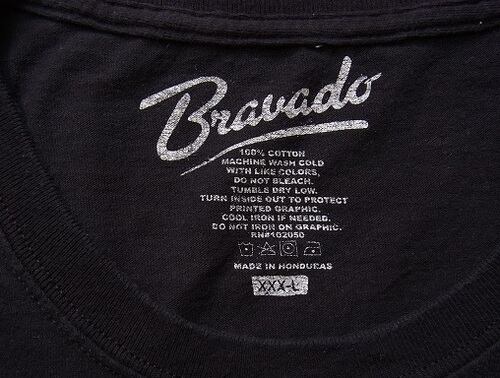 Bravado
100% COTTON
MACHINE WASH COLD
WITH LIKE COLORS,
DO NOT BLEACH.
TUMBLE DRY LOW.
TURN INSIDE OUT TO PROTECT
PRINTED GRAPHIC.
COOL IRON IF NEEDED.
DO NOT IRON ON GRAPHIC.
RN#102050
MADE IN HONDURAS
XXX-L